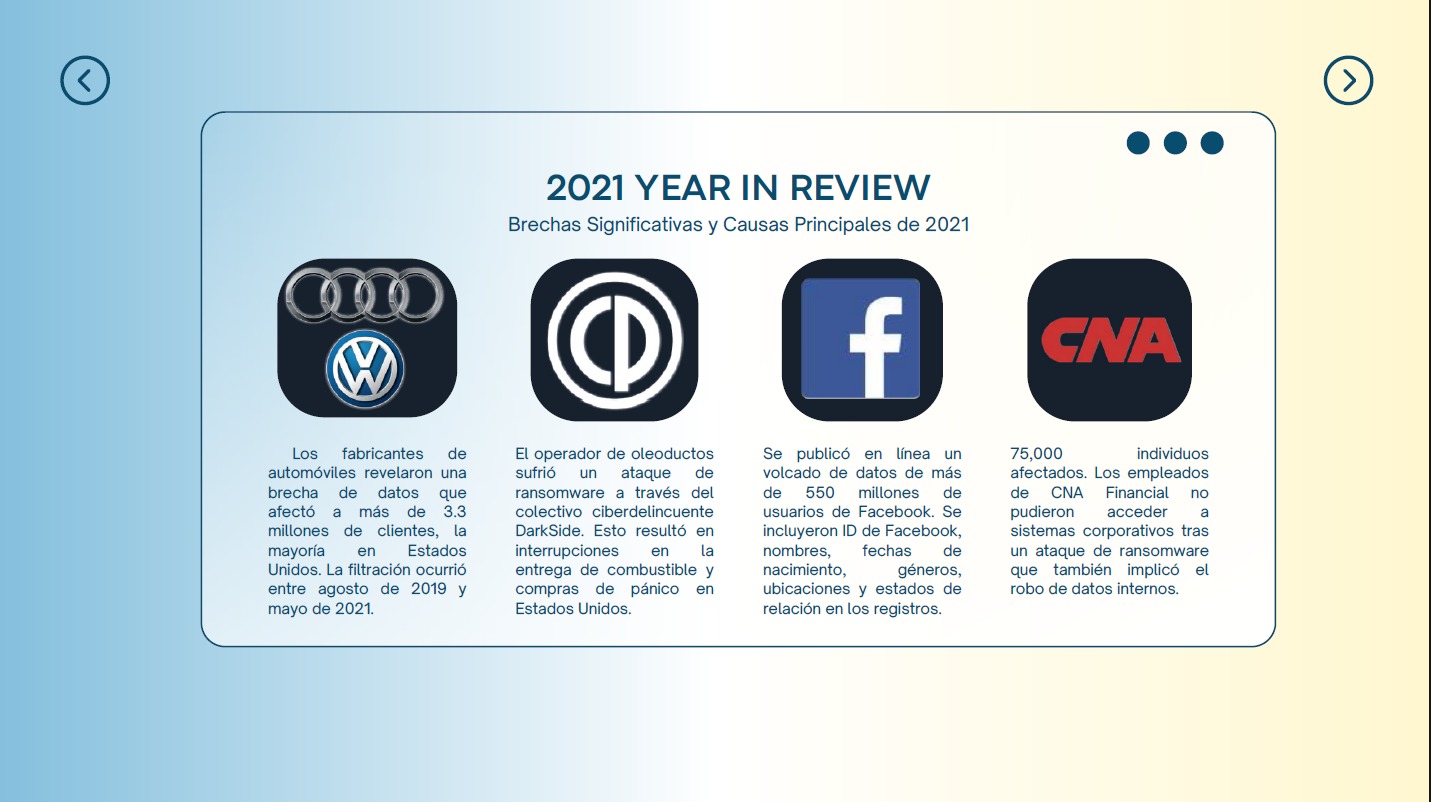 2021 YEAR IN REVIEW
Brechas Significativas y Causas Principales de 2021
CNA
Los fabricantes de
automóviles revelaron una
brecha de datos que
afectó a más de 3.3
millones de clientes, la
mayoría en Estados
Unidos. La filtración ocurrió
entre agosto de 2019 y
mayo de 2021.
El operador de oleoductos
sufrió un ataque de
ransomware a través del
colectivo ciberdelincuente
DarkSide. Esto resultó en
interrupciones en la
entrega de combustible y
compras de pánico en
Estados Unidos.
Se publicó en línea un
volcado de datos de más
de 550 millones de
usuarios de Facebook. Se
incluyeron ID de Facebook,
nombres, fechas de
nacimiento, géneros,
ubicaciones y estados de
relación en los registros.
75,000 individuos
afectados. Los empleados
de CNA Financial no
pudieron acceder a
sistemas corporativos tras
un ataque de ransomware
que también implicó el
robo de datos internos.